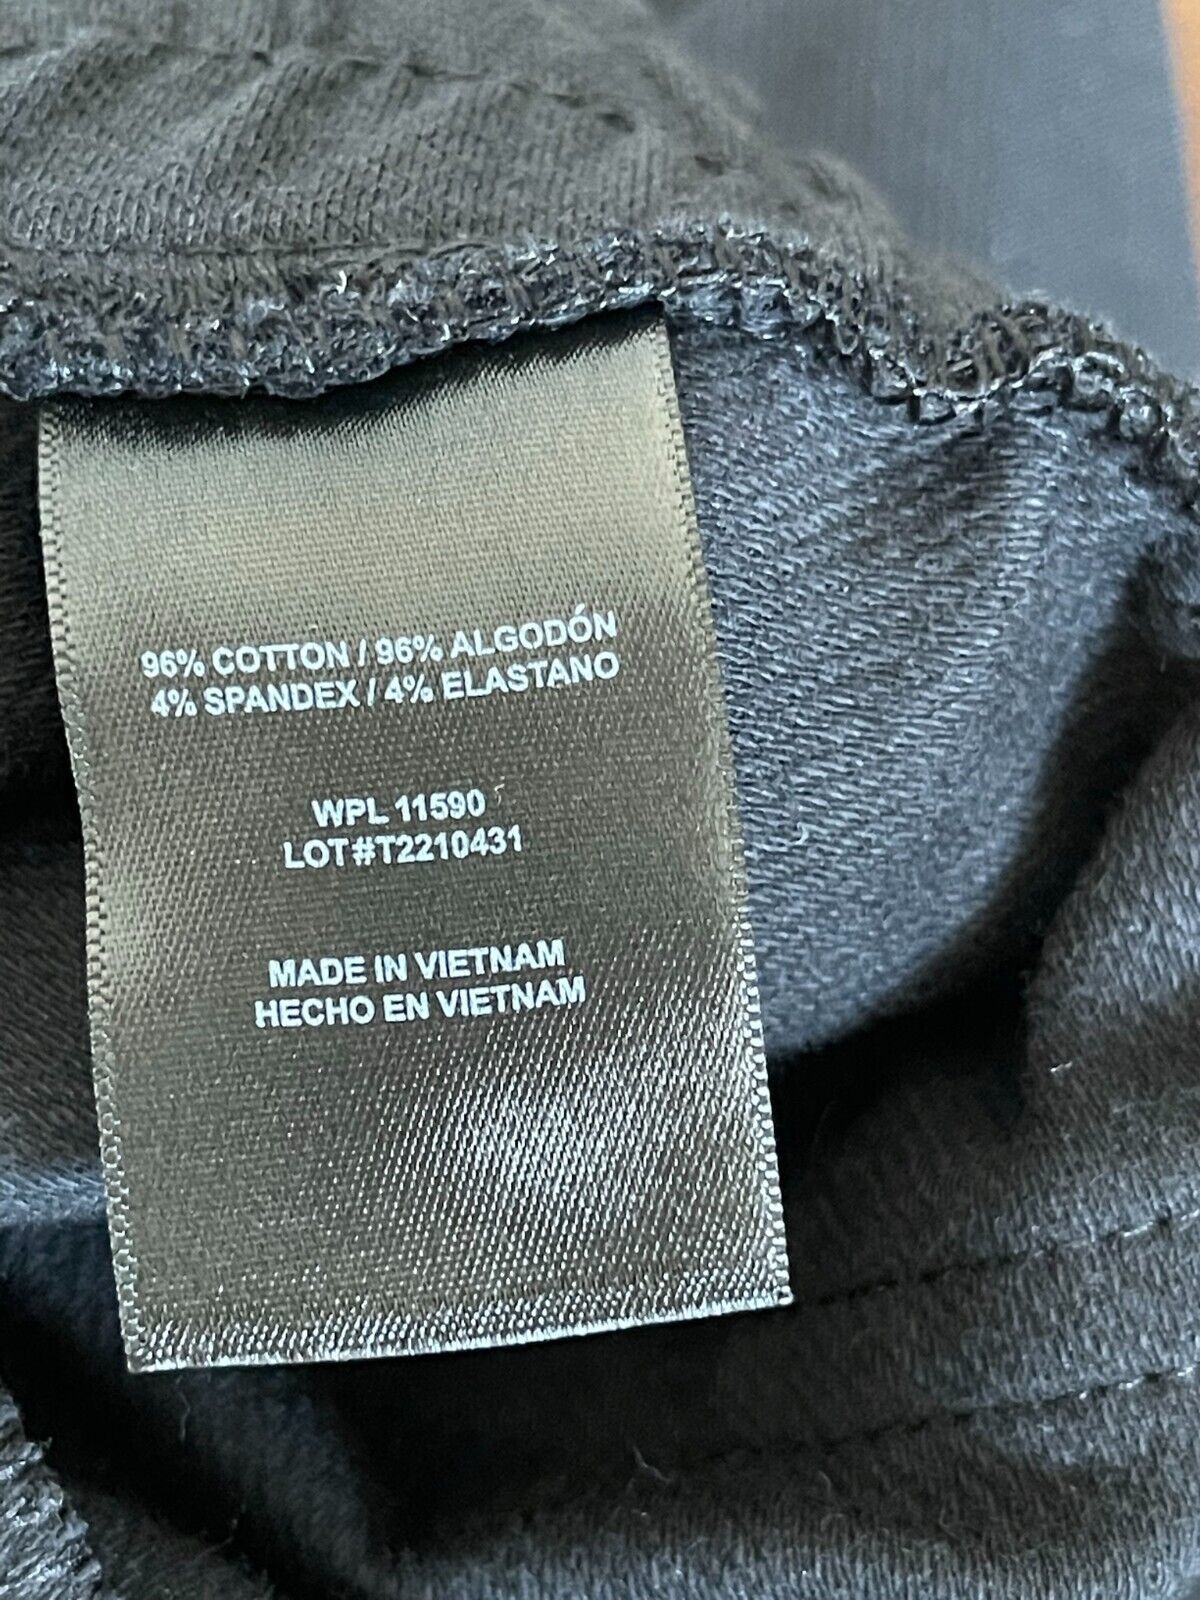 96% COTTON / 96% ALGODÓN
4% SPANDEX / 4% ELASTANO
WPL 11590
LOT#T2210431
MADE IN VIETNAM
HECHO EN VIETNAM